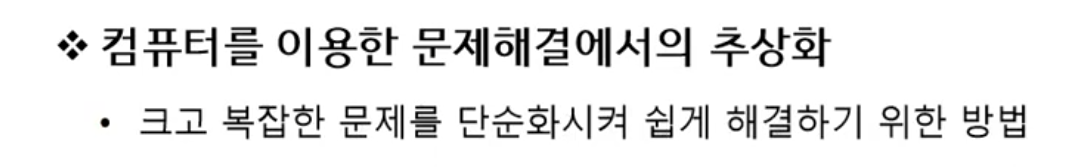 ❖ 컴퓨터를 이용한 문제해결에서의 추상화
• 크고 복잡한 문제를 단순화시켜 쉽게 해결하기 위한 방법